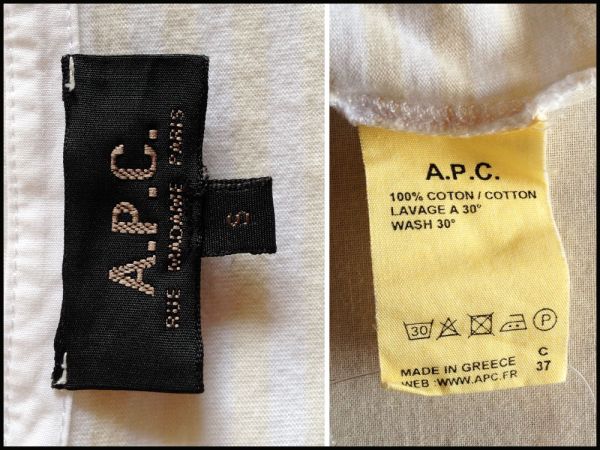 A.P.C.
RUE MADAME PARIS
S
A.P.C.
100% COTON / COTTON
LAVAGE A 30°
WASH 30°
30
P
MADE IN GREECE
WEB : WWW.APC.FR
C
37